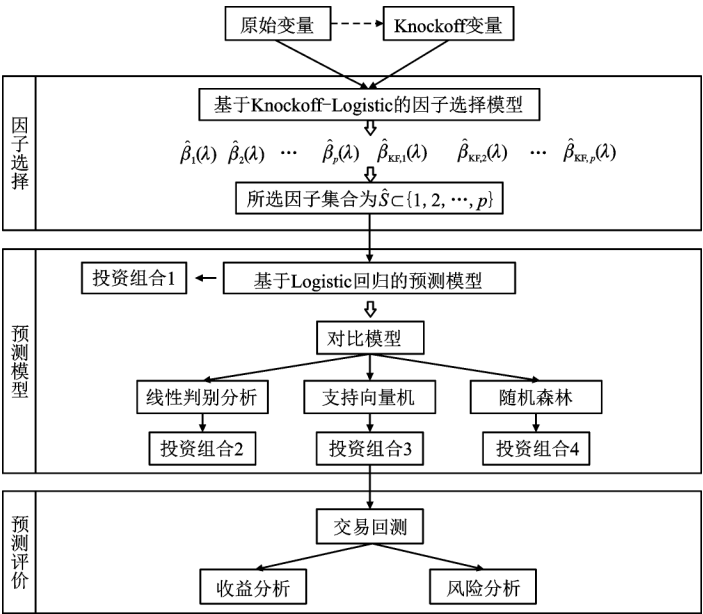 原始变量 Knockoff变量
因子选择
基于Knockoff-Logistic的因子选择模型
β̂₁(λ) β̂₂(λ) … β̂ₚ(λ) β̂_KF,1(λ) β̂_KF,2(λ) … β̂_KF,p(λ)
所选因子集合为Ŝ⊂{1, 2, …, p}
预测模型
投资组合1 基于Logistic回归的预测模型
对比模型
线性判别分析 支持向量机 随机森林
投资组合2 投资组合3 投资组合4
预测评价
交易回测
收益分析 风险分析